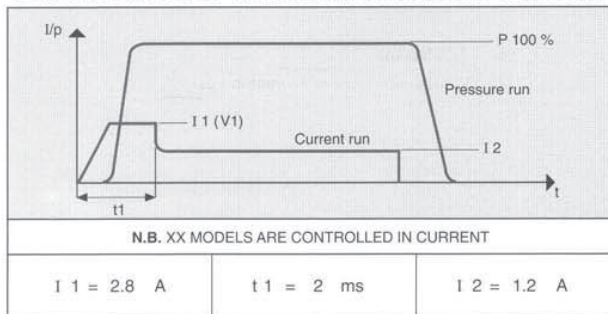 I/p
P 100 %
Pressure run
I 1 (V1)
Current run
I 2
t1
t
N.B. XX MODELS ARE CONTROLLED IN CURRENT
I 1 = 2.8 A
t 1 = 2 ms
I 2 = 1.2 A